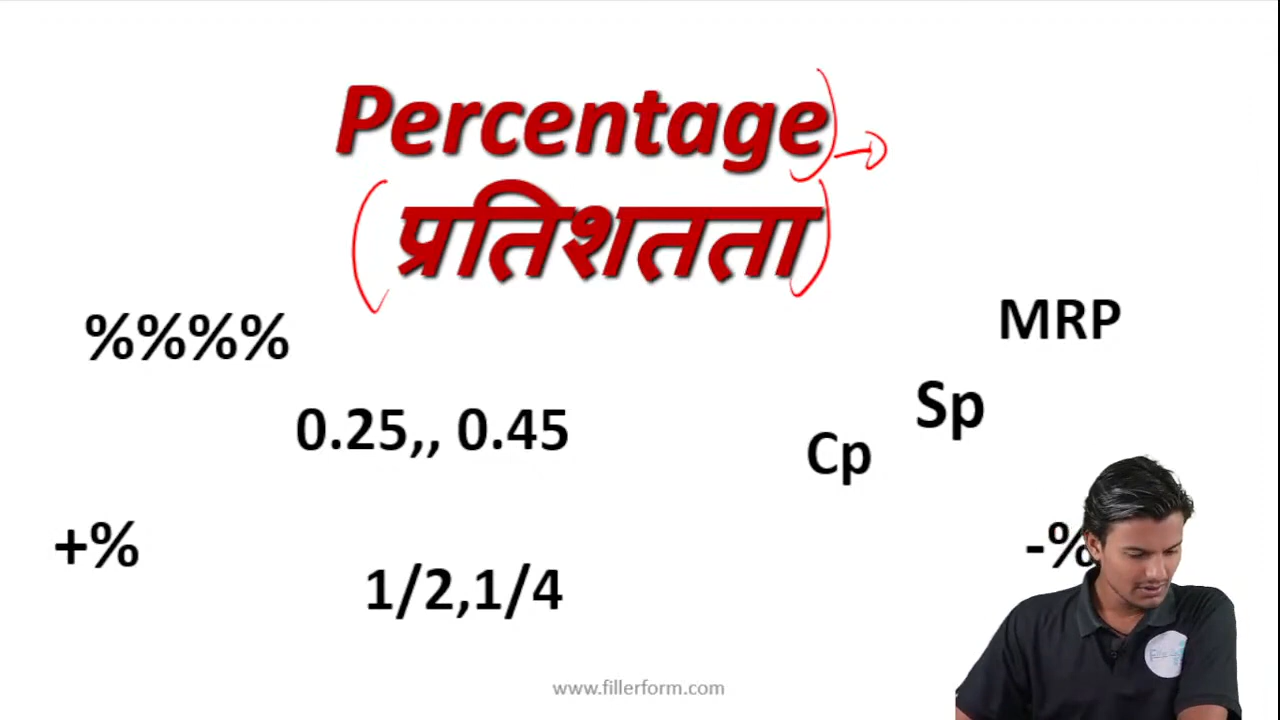 Percentage
प्रतिशतता
%%%%
MRP
0.25,, 0.45
Sp
Cp
+%
-%
1/2,1/4
www.fillerform.com